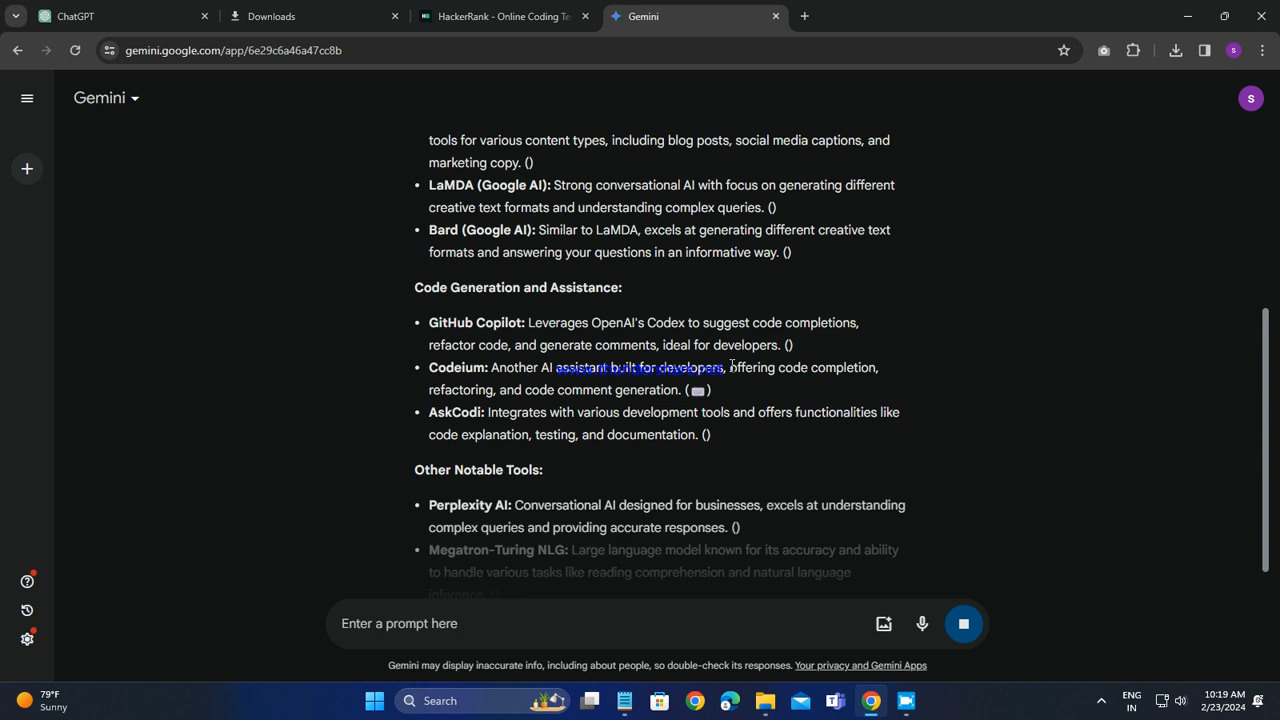 ChatGPT
Downloads
HackerRank - Online Coding Te
Gemini
gemini.google.com/app/6e29c6a46a47cc8b
S
Gemini
S
tools for various content types, including blog posts, social media captions, and
marketing copy. ()
• LaMDA (Google AI): Strong conversational AI with focus on generating different
creative text formats and understanding complex queries. ()
• Bard (Google AI): Similar to LaMDA, excels at generating different creative text
formats and answering your questions in an informative way. ()
Code Generation and Assistance:
• GitHub Copilot: Leverages OpenAI's Codex to suggest code completions,
refactor code, and generate comments, ideal for developers. ()
• Codeium: Another AI assistant built for developers, offering code completion,
refactoring, and code comment generation. ( )
• AskCodi: Integrates with various development tools and offers functionalities like
code explanation, testing, and documentation. ()
Other Notable Tools:
• Perplexity AI: Conversational AI designed for businesses, excels at understanding
complex queries and providing accurate responses. ()
• Megatron-Turing NLG: Large language model known for its accuracy and ability
to handle various tasks like reading comprehension and natural language
inference. ()
Enter a prompt here
Gemini may display inaccurate info, including about people, so double-check its responses. Your privacy and Gemini Apps
79°F
Sunny
Search
ENG
IN
10:19 AM
2/23/2024